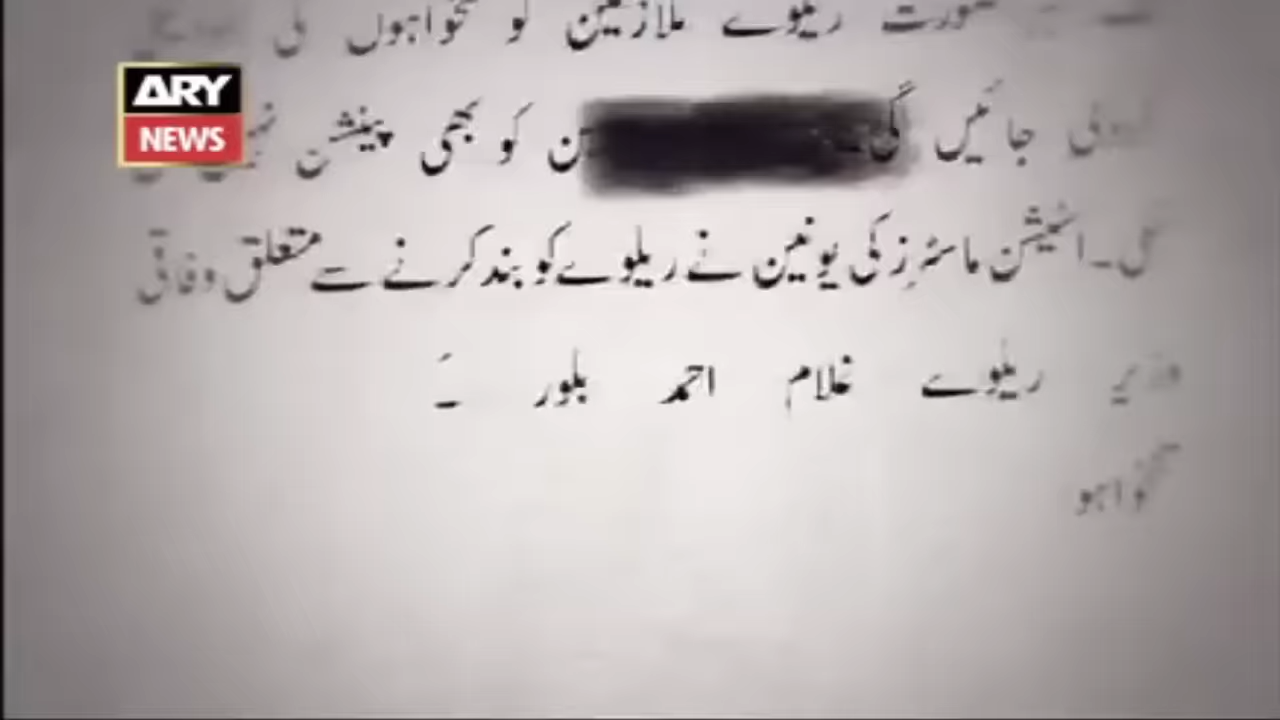 صورت ریلوے ملازمین کو تنخواہوں کی
ARY
NEWS
جائیں گی کو بھی پینشن
۔ اسٹیشن ماسٹرز کی یونین نے ریلوے کو بند کرنے سے متعلق وفاقی
وزیر ریلوے غلام احمد بلور
تنخواہو